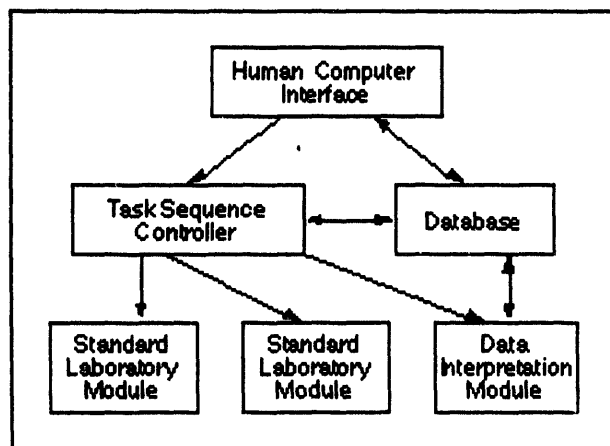 Human Computer
Interface
Task Sequence
Controller
Database
Standard
Laboratory
Module
Standard
Laboratory
Module
Data
Interpretation
Module